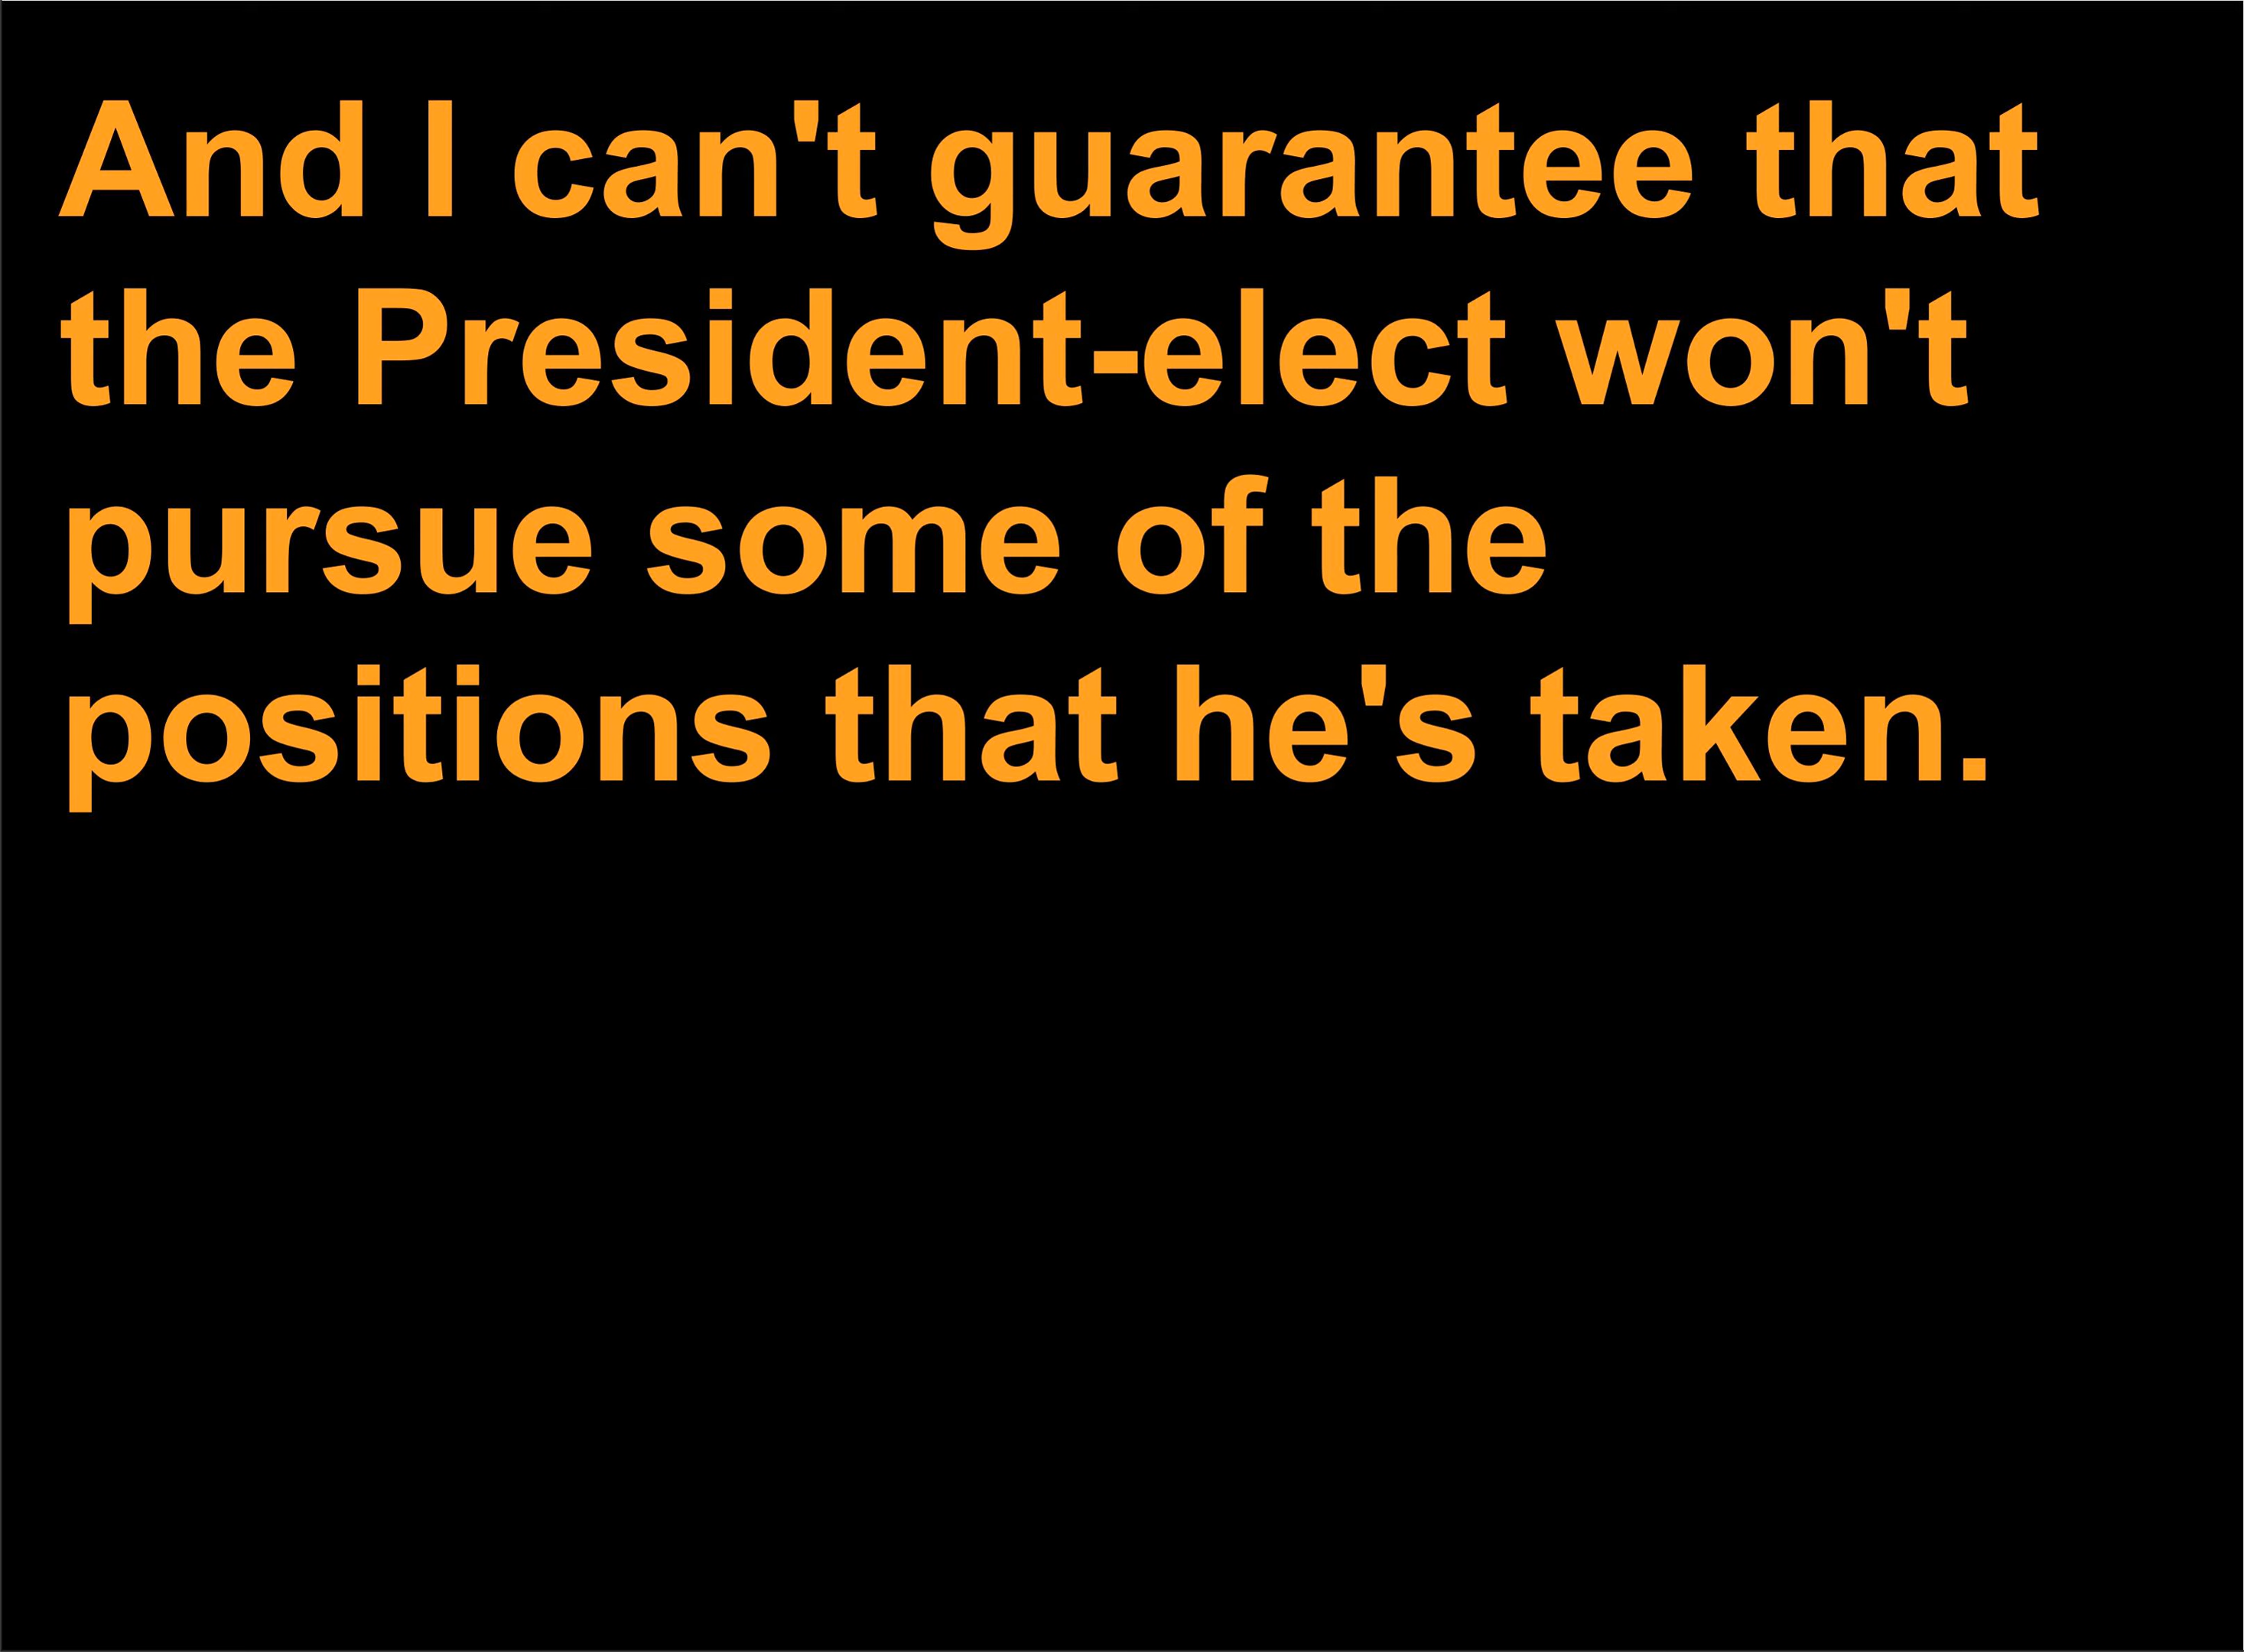 And I can't guarantee that
the President-elect won't
pursue some of the
positions that he's taken.